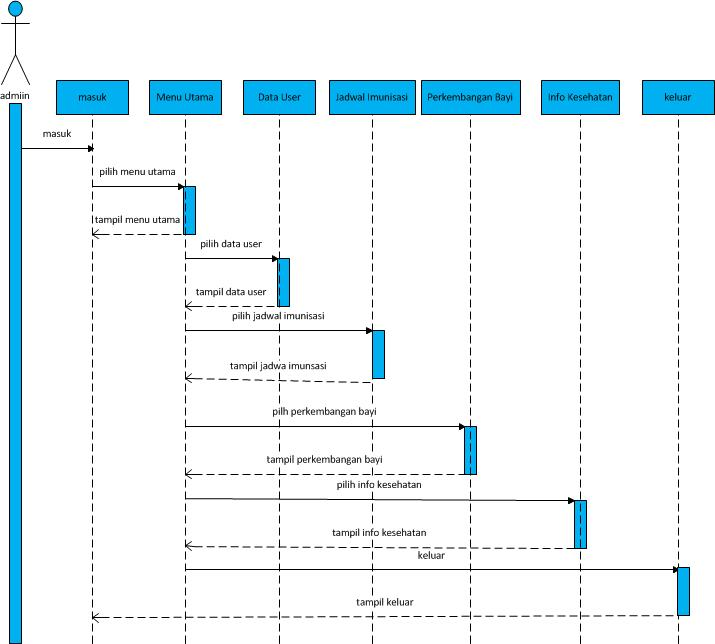 admiin
masuk
Menu Utama
Data User
Jadwal Imunisasi
Perkembangan Bayi
Info Kesehatan
keluar
masuk
pilih menu utama
tampil menu utama
pilih data user
tampil data user
pilih jadwal imunisasi
tampil jadwa imunsasi
pilh perkembangan bayi
tampil perkembangan bayi
pilih info kesehatan
tampil info kesehatan
keluar
tampil keluar